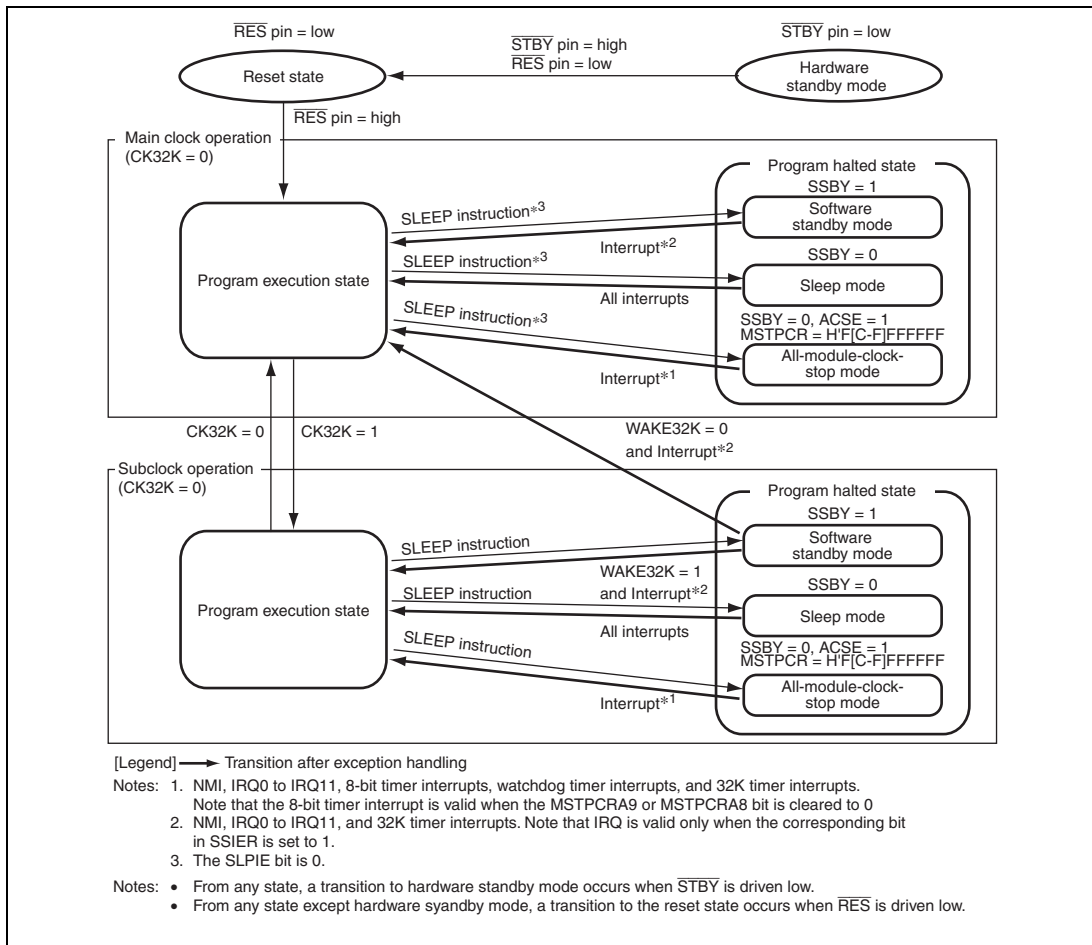 RES pin = low
STBY pin = low
STBY pin = high
RES pin = low
Reset state
Hardware
standby mode
RES pin = high
Main clock operation
(CK32K = 0)
Program halted state
SSBY = 1
Software
standby mode
SLEEP instruction*3
Interrupt*2
SSBY = 0
SLEEP instruction*3
Program execution state
Sleep mode
All interrupts
SLEEP instruction*3
SSBY = 0, ACSE = 1
MSTPCR = H'F[C-F]FFFFFF
All-module-clock-
stop mode
Interrupt*1
CK32K = 0
CK32K = 1
WAKE32K = 0
and Interrupt*2
Subclock operation
(CK32K = 0)
Program halted state
SSBY = 1
Software
standby mode
SLEEP instruction
WAKE32K = 1
and Interrupt*2
SSBY = 0
SLEEP instruction
Program execution state
Sleep mode
All interrupts
SLEEP instruction
SSBY = 0, ACSE = 1
MSTPCR = H'F[C-F]FFFFFF
All-module-clock-
stop mode
Interrupt*1
[Legend] Transition after exception handling
Notes: 1. NMI, IRQ0 to IRQ11, 8-bit timer interrupts, watchdog timer interrupts, and 32K timer interrupts.
Note that the 8-bit timer interrupt is valid when the MSTPCRA9 or MSTPCRA8 bit is cleared to 0
2. NMI, IRQ0 to IRQ11, and 32K timer interrupts. Note that IRQ is valid only when the corresponding bit
in SSIER is set to 1.
3. The SLPIE bit is 0.
Notes: • From any state, a transition to hardware standby mode occurs when STBY is driven low.
• From any state except hardware syandby mode, a transition to the reset state occurs when RES is driven low.